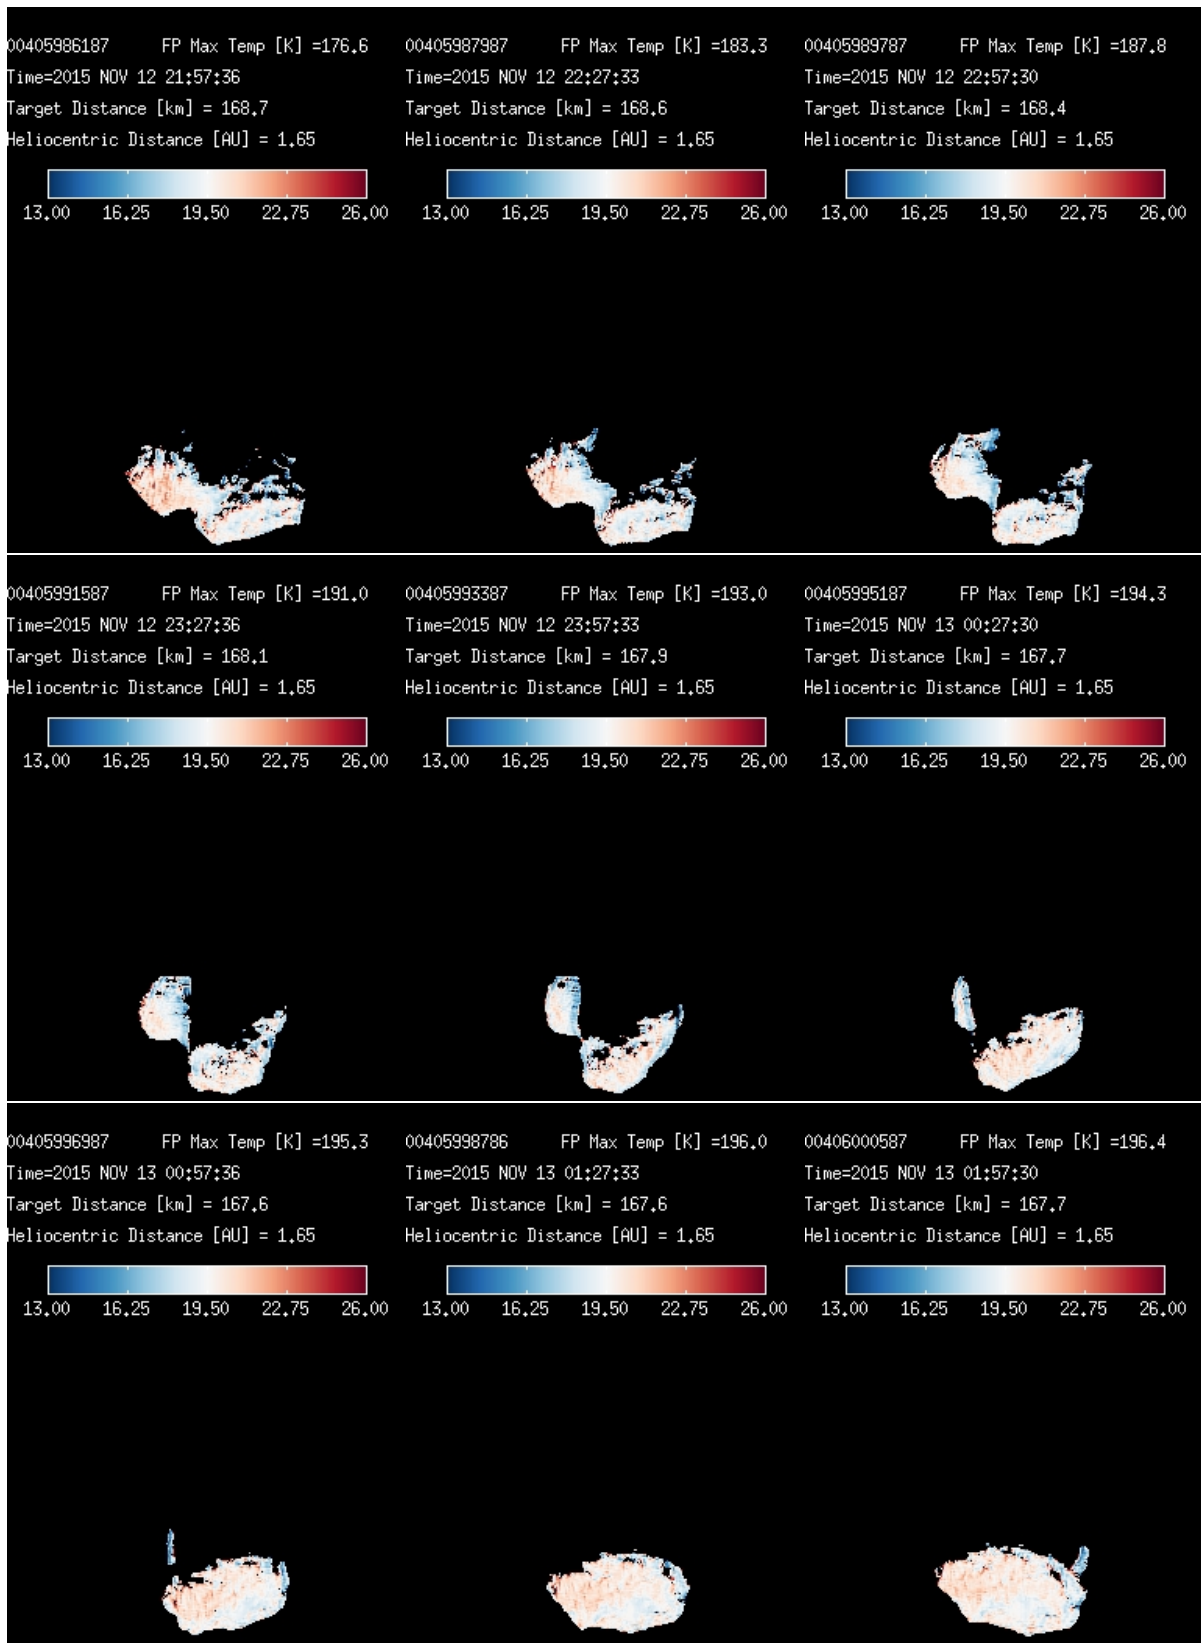 00405986187 FP Max Temp [K] =176.6 00405987987 FP Max Temp [K] =183.3 00405989787 FP Max Temp [K] =187.8
Time=2015 NOV 12 21:57:36 Time=2015 NOV 12 22:27:33 Time=2015 NOV 12 22:57:30
Target Distance [km] = 168.7 Target Distance [km] = 168.6 Target Distance [km] = 168.4
Heliocentric Distance [AU] = 1.65 Heliocentric Distance [AU] = 1.65 Heliocentric Distance [AU] = 1.65
13.00 16.25 19.50 22.75 26.00 13.00 16.25 19.50 22.75 26.00 13.00 16.25 19.50 22.75 26.00
00405991587 FP Max Temp [K] =191.0 00405993387 FP Max Temp [K] =193.0 00405995187 FP Max Temp [K] =194.3
Time=2015 NOV 12 23:27:36 Time=2015 NOV 12 23:57:33 Time=2015 NOV 13 00:27:30
Target Distance [km] = 168.1 Target Distance [km] = 167.9 Target Distance [km] = 167.7
Heliocentric Distance [AU] = 1.65 Heliocentric Distance [AU] = 1.65 Heliocentric Distance [AU] = 1.65
13.00 16.25 19.50 22.75 26.00 13.00 16.25 19.50 22.75 26.00 13.00 16.25 19.50 22.75 26.00
00405996987 FP Max Temp [K] =195.3 00405998786 FP Max Temp [K] =196.0 00406000587 FP Max Temp [K] =196.4
Time=2015 NOV 13 00:57:36 Time=2015 NOV 13 01:27:33 Time=2015 NOV 13 01:57:30
Target Distance [km] = 167.6 Target Distance [km] = 167.6 Target Distance [km] = 167.7
Heliocentric Distance [AU] = 1.65 Heliocentric Distance [AU] = 1.65 Heliocentric Distance [AU] = 1.65
13.00 16.25 19.50 22.75 26.00 13.00 16.25 19.50 22.75 26.00 13.00 16.25 19.50 22.75 26.00